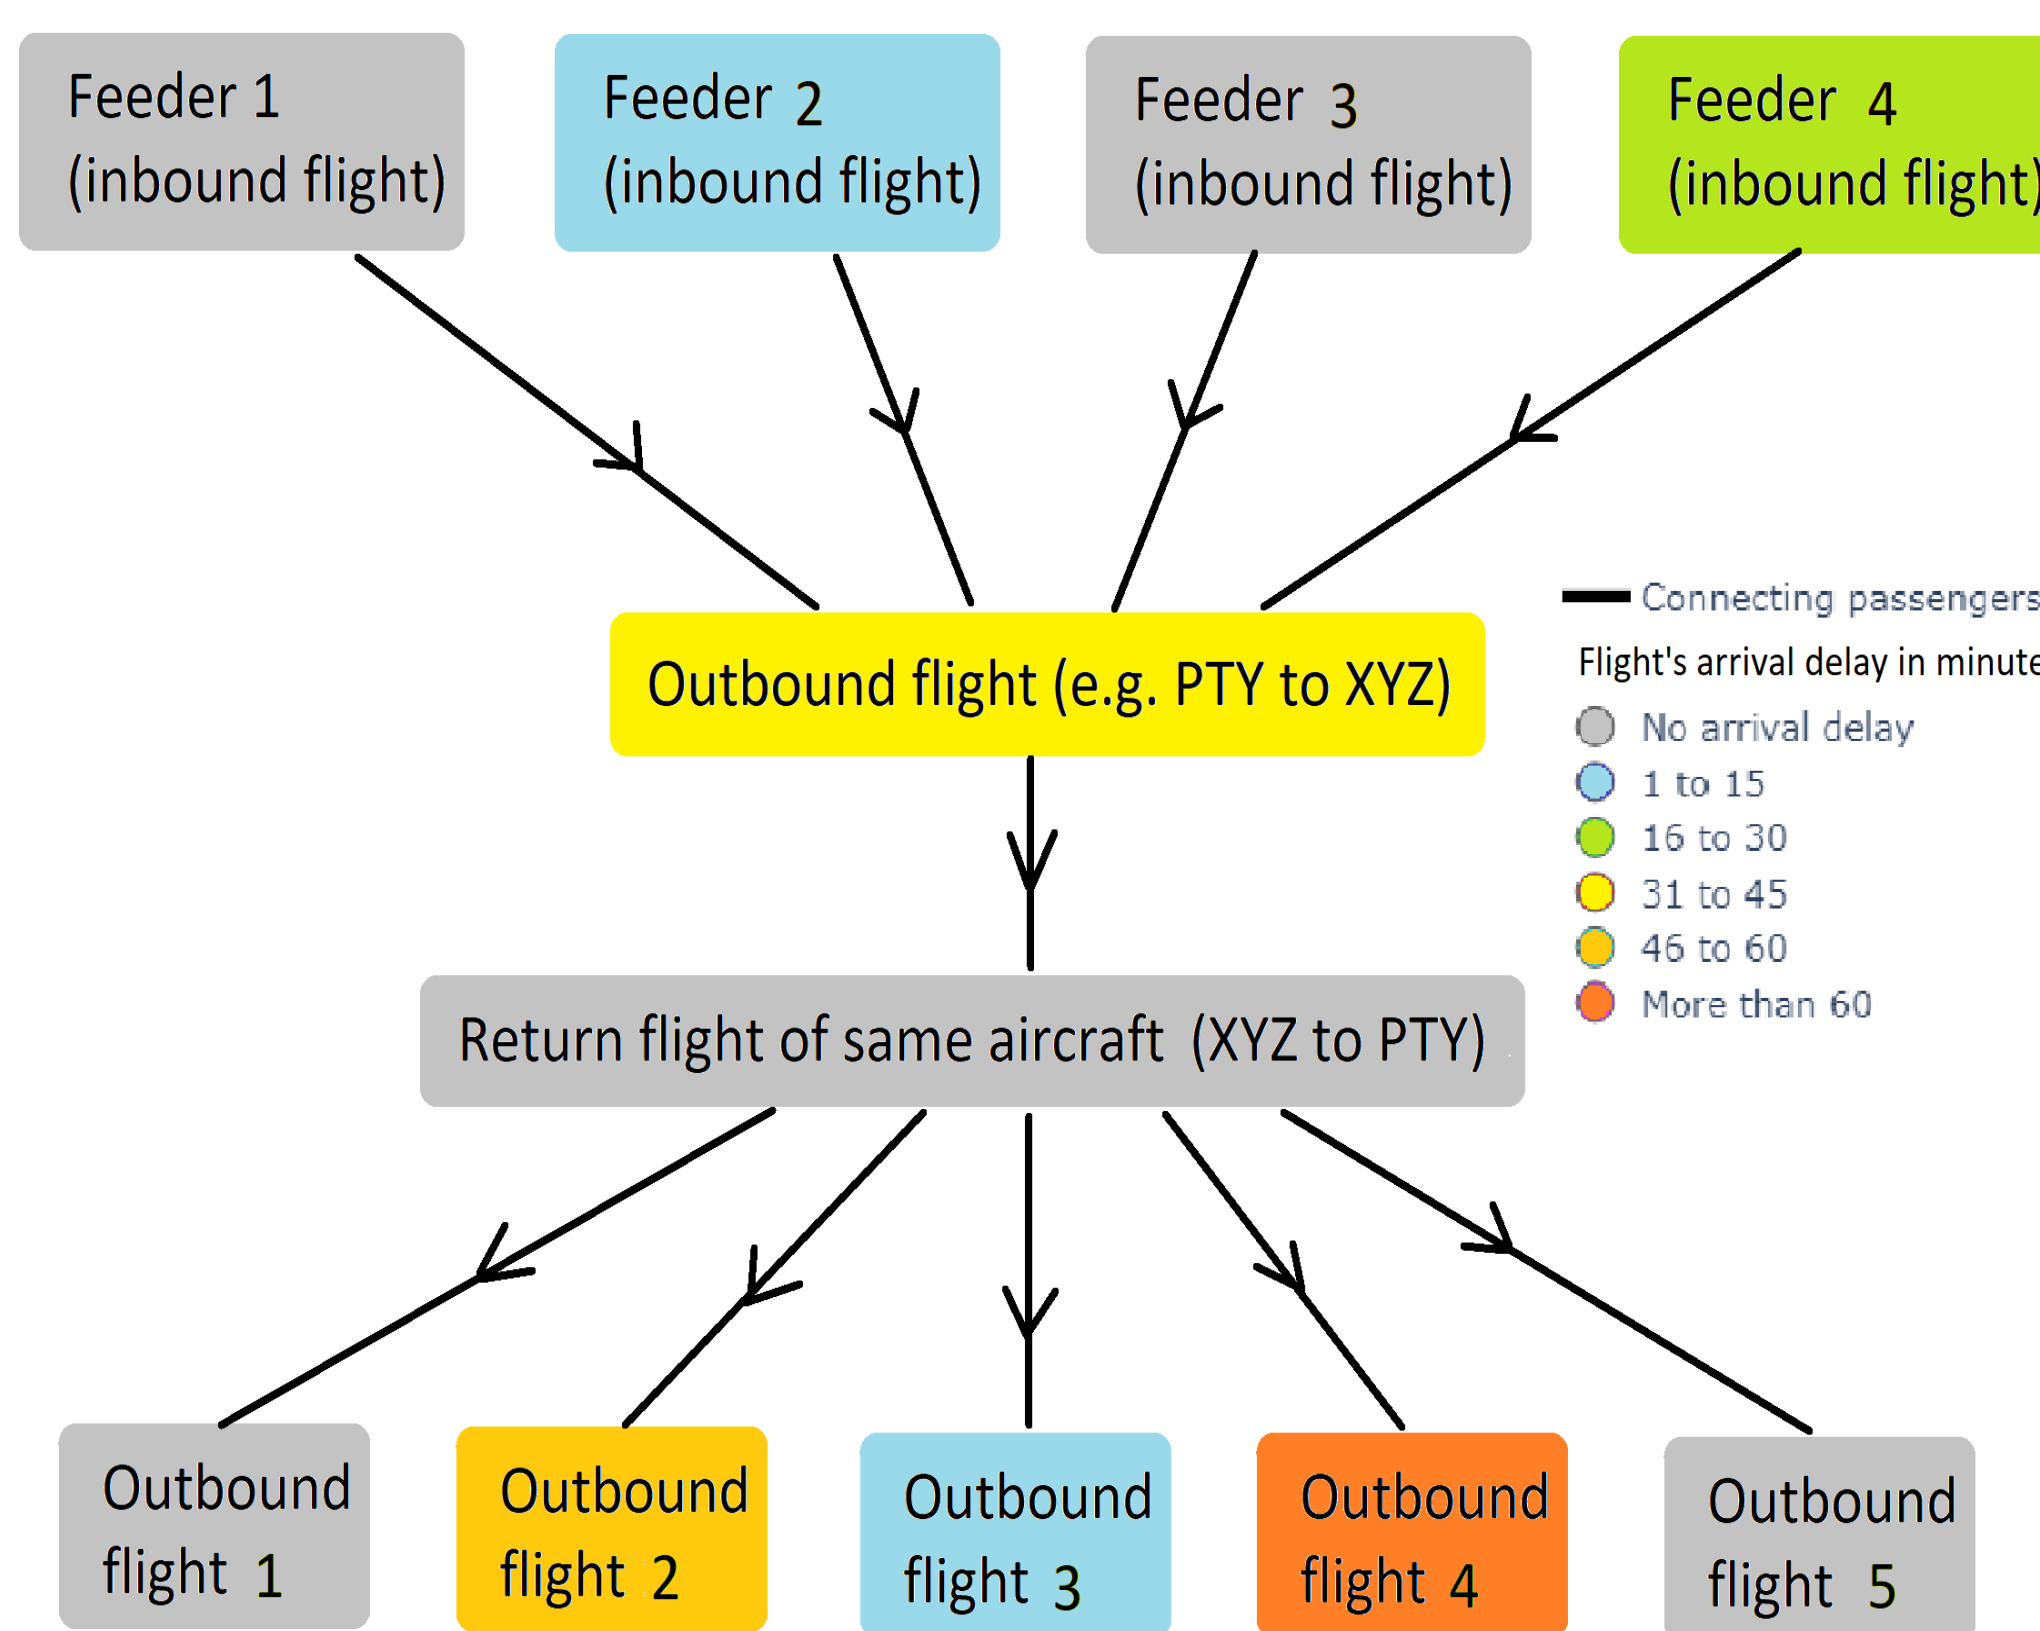 Feeder 1
(inbound flight)
Feeder 2
(inbound flight)
Feeder 3
(inbound flight)
Feeder 4
(inbound flight)
Outbound flight (e.g. PTY to XYZ)
Connecting passengers
Flight's arrival delay in minute
No arrival delay
1 to 15
16 to 30
31 to 45
46 to 60
More than 60
Return flight of same aircraft (XYZ to PTY)
Outbound
flight 1
Outbound
flight 2
Outbound
flight 3
Outbound
flight 4
Outbound
flight 5